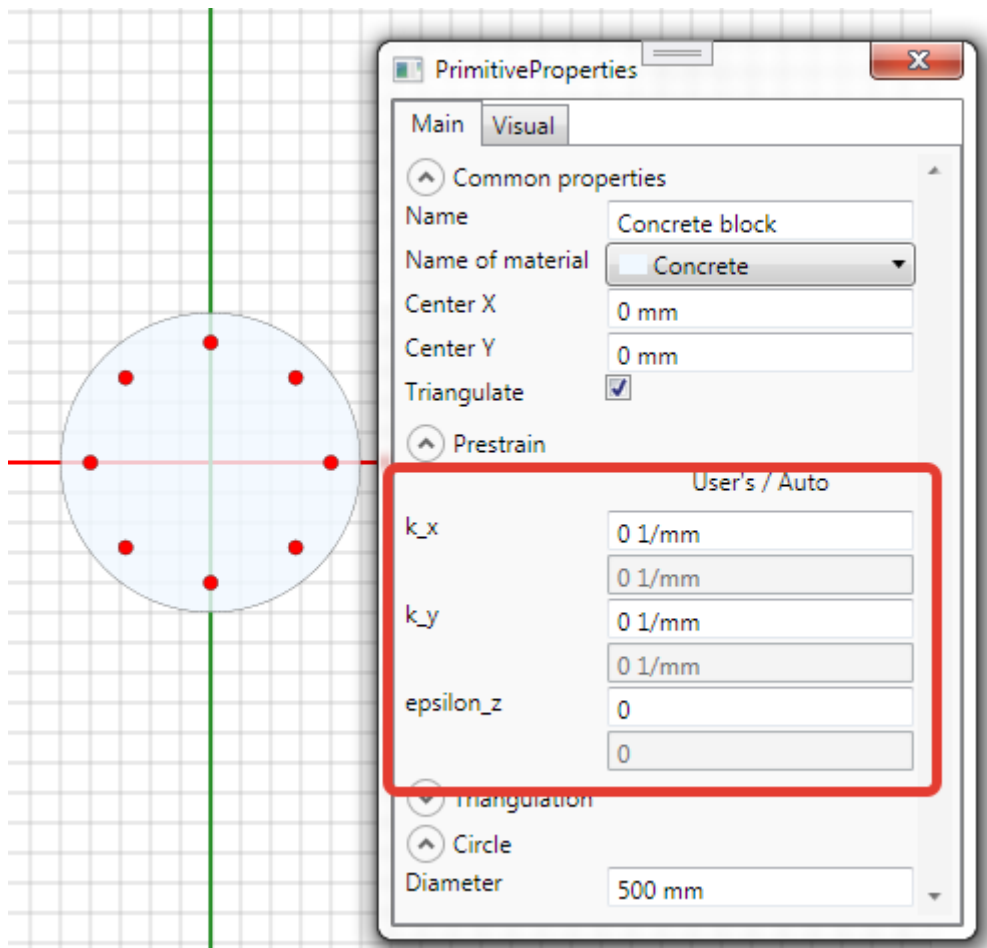 PrimitiveProperties
Main Visual
Common properties
Name Concrete block
Name of material Concrete
Center X 0 mm
Center Y 0 mm
Triangulate
Prestrain
User's / Auto
k_x 0 1/mm
0 1/mm
k_y 0 1/mm
0 1/mm
epsilon_z 0
0
Triangulation
Circle
Diameter 500 mm